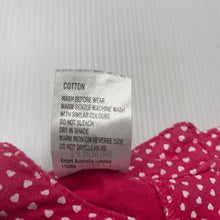 COTTON
WASH BEFORE WEAR
WARM GENTLE MACHINE WASH
WITH SIMILAR COLOURS
DO NOT BLEACH
DRY IN SHADE
WARM IRON ON REVERSE SIDE
DO NOT DRYCLEAN
Kmart Australia Limited